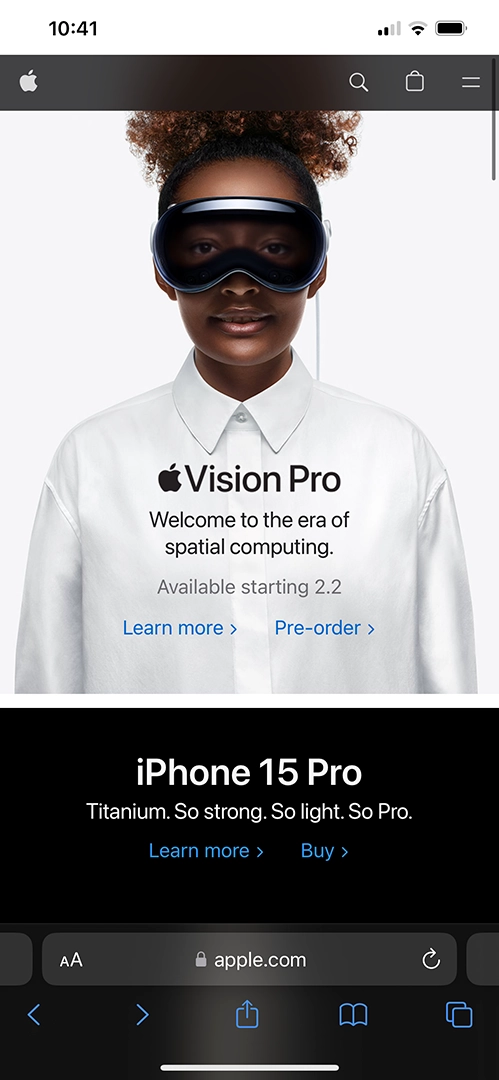 10:41
Vision Pro
Welcome to the era of
spatial computing.
Available starting 2.2
Learn more >
Pre-order >
iPhone 15 Pro
Titanium. So strong. So light. So Pro.
Learn more >
Buy >
AA
apple.com